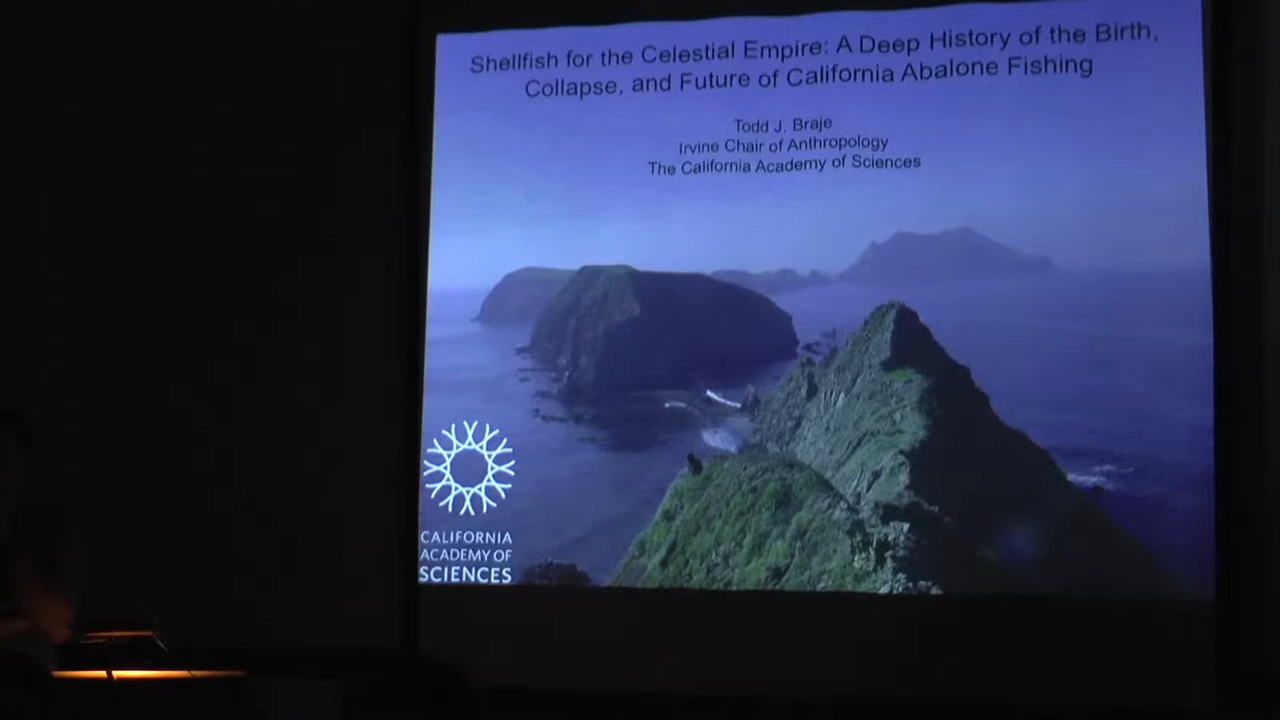 Shellfish for the Celestial Empire: A Deep History of the Birth,
Collapse, and Future of California Abalone Fishing
Todd J. Braje
Irvine Chair of Anthropology
The California Academy of Sciences
CALIFORNIA
ACADEMY OF
SCIENCES